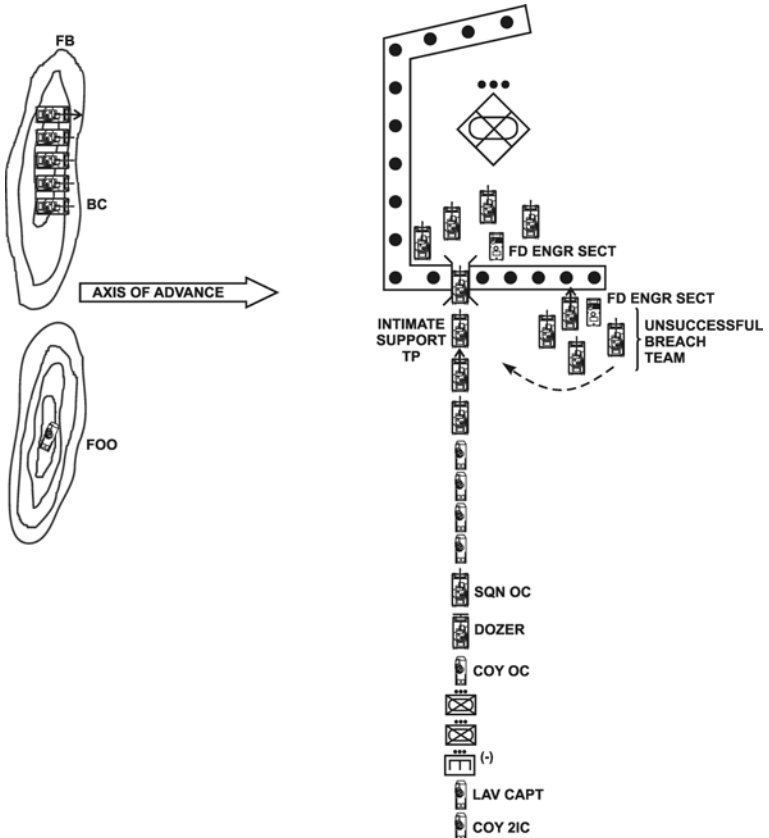 FB
BC
AXIS OF ADVANCE
FOO
FD ENGR SECT
FD ENGR SECT
INTIMATE
SUPPORT
TP
UNSUCCESSFUL
BREACH
TEAM
SQN OC
DOZER
COY OC
(-)
LAV CAPT
COY 2IC